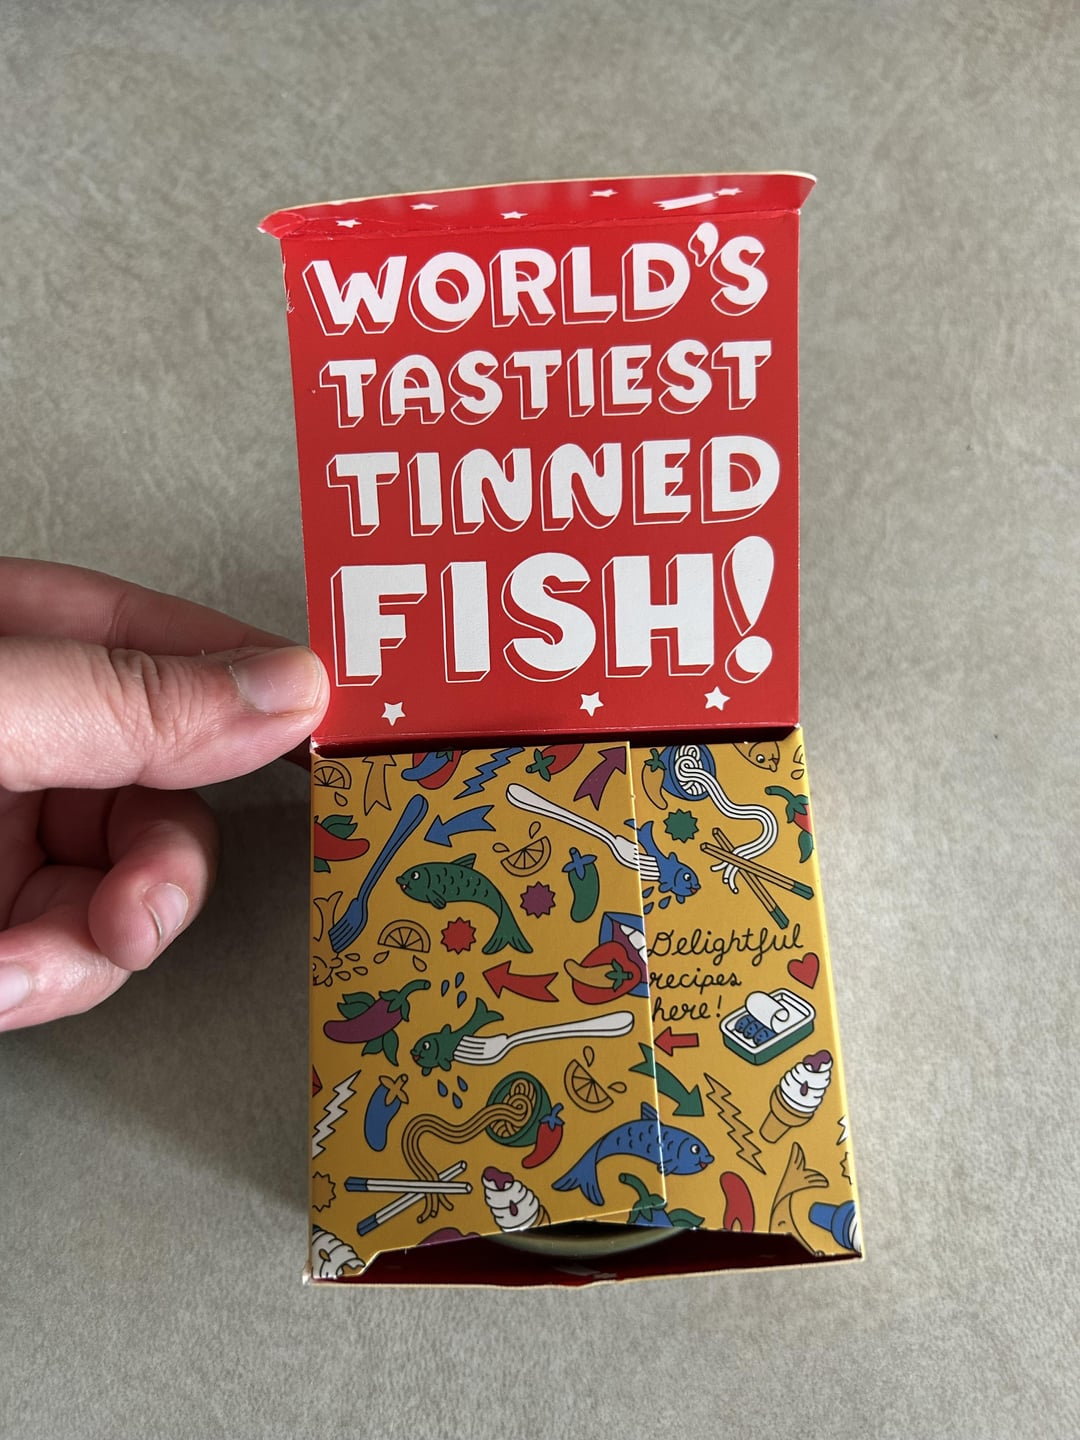 WORLD'S
TASTIEST
TINNED
FISH!
Delightful
recipes
here!